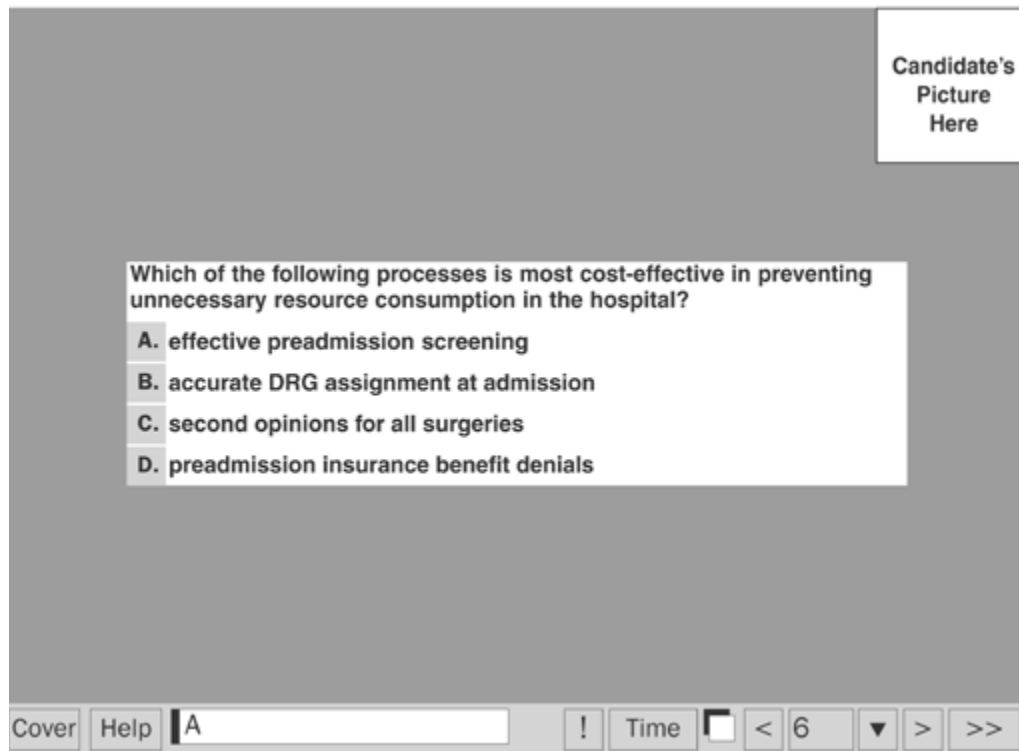 Candidate's
Picture
Here
Which of the following processes is most cost-effective in preventing
unnecessary resource consumption in the hospital?
A. effective preadmission screening
B. accurate DRG assignment at admission
C. second opinions for all surgeries
D. preadmission insurance benefit denials
Cover Help A ! Time < 6 ▼ > >>